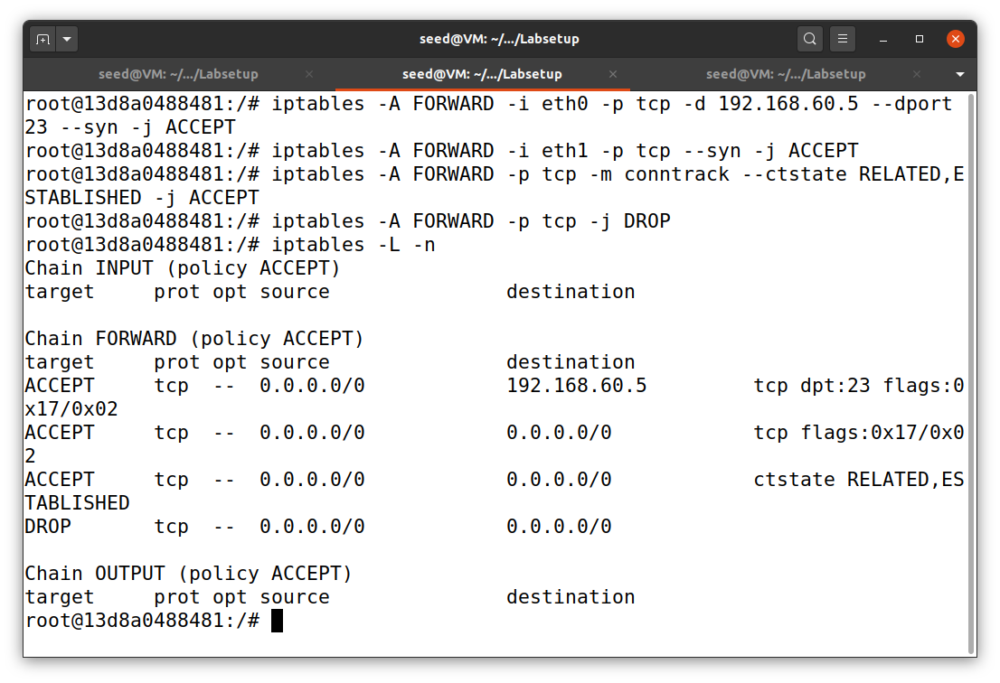 seed@VM: ~/.../Labsetup
seed@VM: ~/.../Labsetup seed@VM: ~/.../Labsetup seed@VM: ~/.../Labsetup
root@13d8a0488481:/# iptables -A FORWARD -i eth0 -p tcp -d 192.168.60.5 --dport
23 --syn -j ACCEPT
root@13d8a0488481:/# iptables -A FORWARD -i eth1 -p tcp --syn -j ACCEPT
root@13d8a0488481:/# iptables -A FORWARD -p tcp -m conntrack --ctstate RELATED,E
STABLISHED -j ACCEPT
root@13d8a0488481:/# iptables -A FORWARD -p tcp -j DROP
root@13d8a0488481:/# iptables -L -n
Chain INPUT (policy ACCEPT)
target     prot opt source               destination

Chain FORWARD (policy ACCEPT)
target     prot opt source               destination
ACCEPT     tcp  --  0.0.0.0/0            192.168.60.5         tcp dpt:23 flags:0
x17/0x02
ACCEPT     tcp  --  0.0.0.0/0            0.0.0.0/0            tcp flags:0x17/0x0
2
ACCEPT     tcp  --  0.0.0.0/0            0.0.0.0/0            ctstate RELATED,ES
TABLISHED
DROP       tcp  --  0.0.0.0/0            0.0.0.0/0

Chain OUTPUT (policy ACCEPT)
target     prot opt source               destination
root@13d8a0488481:/#